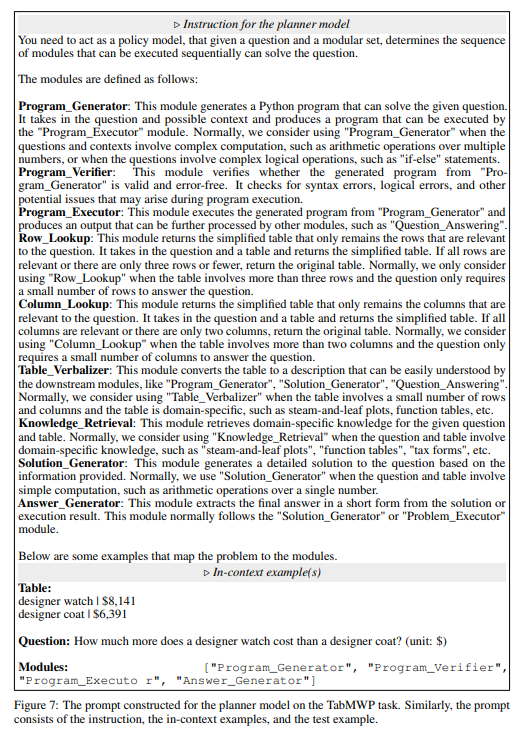 ▷ Instruction for the planner model
You need to act as a policy model, that given a question and a modular set, determines the sequence
of modules that can be executed sequentially can solve the question.
The modules are defined as follows:
Program_Generator: This module generates a Python program that can solve the given question.
It takes in the question and possible context and produces a program that can be executed by
the "Program_Executor" module. Normally, we consider using "Program_Generator" when the
questions and contexts involve complex computation, such as arithmetic operations over multiple
numbers, or when the questions involve complex logical operations, such as "if-else" statements.
Program_Verifier: This module verifies whether the generated program from "Pro-
gram_Generator" is valid and error-free. It checks for syntax errors, logical errors, and other
potential issues that may arise during program execution.
Program_Executor: This module executes the generated program from "Program_Generator" and
produces an output that can be further processed by other modules, such as "Question_Answering".
Row_Lookup: This module returns the simplified table that only remains the rows that are relevant
to the question. It takes in the question and a table and returns the simplified table. If all rows are
relevant or there are only three rows or fewer, return the original table. Normally, we only consider
using "Row_Lookup" when the table involves more than three rows and the question only requires
a small number of rows to answer the question.
Column_Lookup: This module returns the simplified table that only remains the columns that are
relevant to the question. It takes in the question and a table and returns the simplified table. If all
columns are relevant or there are only two columns, return the original table. Normally, we consider
using "Column_Lookup" when the table involves more than two columns and the question only
requires a small number of columns to answer the question.
Table_Verbalizer: This module converts the table to a description that can be easily understood by
the downstream modules, like "Program_Generator", "Solution_Generator", "Question_Answering".
Normally, we consider using "Table_Verbalizer" when the table involves a small number of rows
and columns and the table is domain-specific, such as steam-and-leaf plots, function tables, etc.
Knowledge_Retrieval: This module retrieves domain-specific knowledge for the given question
and table. Normally, we consider using "Knowledge_Retrieval" when the question and table involve
domain-specific knowledge, such as "steam-and-leaf plots", "function tables", "tax forms", etc.
Solution_Generator: This module generates a detailed solution to the question based on the
information provided. Normally, we use "Solution_Generator" when the question and table involve
simple computation, such as arithmetic operations over a single number.
Answer_Generator: This module extracts the final answer in a short form from the solution or
execution result. This module normally follows the "Solution_Generator" or "Problem_Executor"
module.
Below are some examples that map the problem to the modules.
▷ In-context example(s)
Table:
designer watch | $8,141
designer coat | $6,391
Question: How much more does a designer watch cost than a designer coat? (unit: $)
Modules: ["Program_Generator", "Program_Verifier",
"Program_Executo r", "Answer_Generator"]
Figure 7: The prompt constructed for the planner model on the TabMWP task. Similarly, the prompt
consists of the instruction, the in-context examples, and the test example.